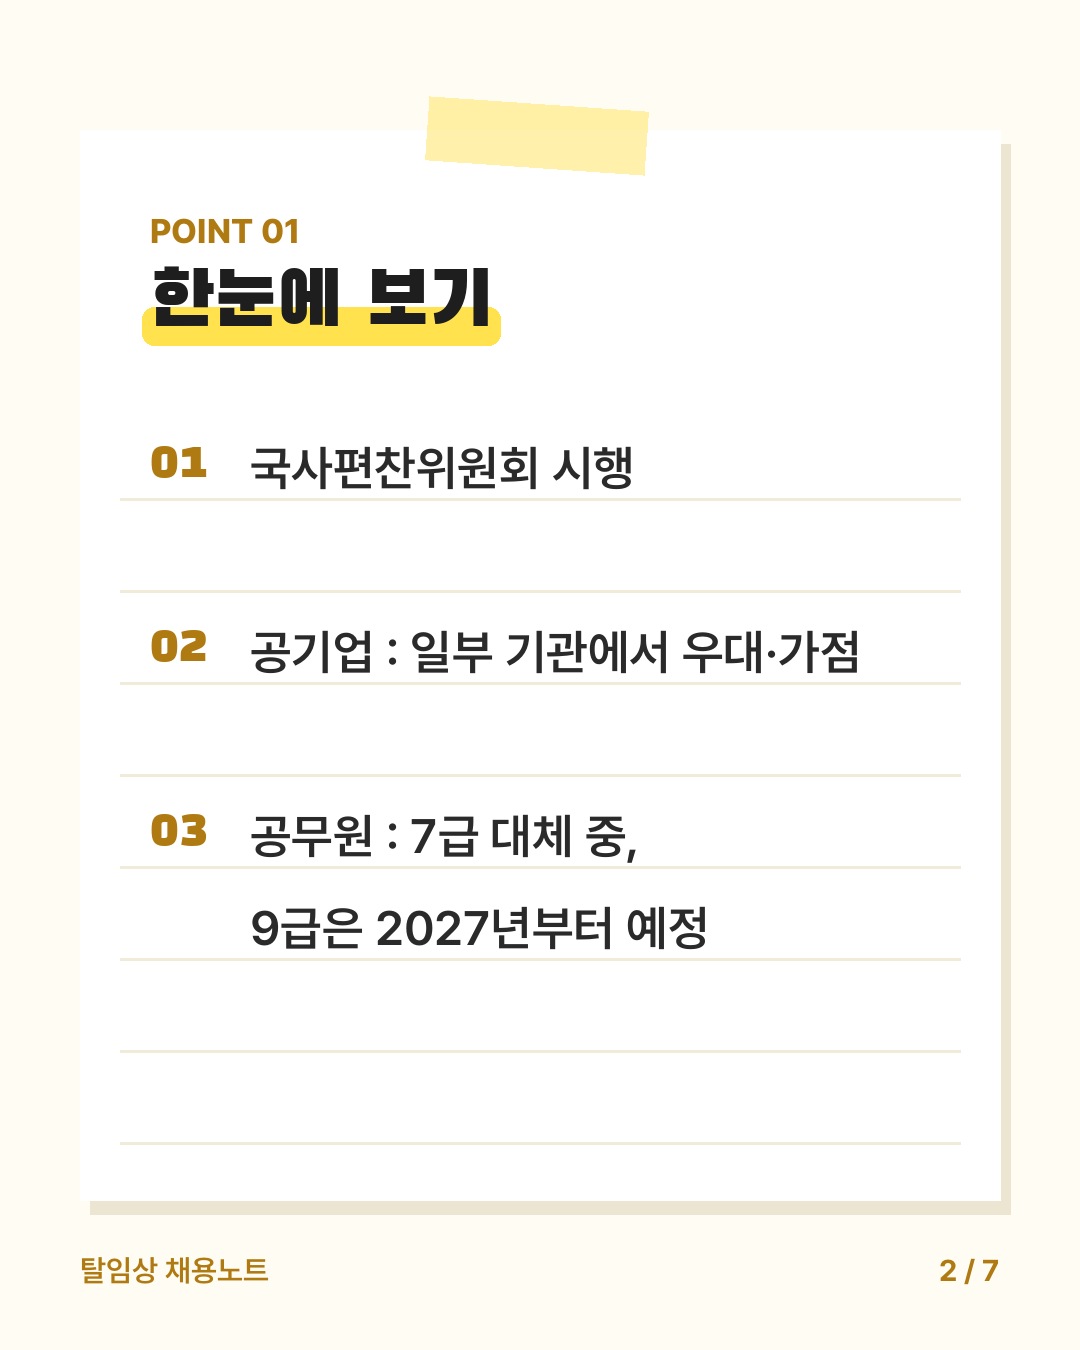 POINT 01
한눈에 보기
01 국사편찬위원회 시행
02 공기업 : 일부 기관에서 우대·가점
03 공무원 : 7급 대체 중,
9급은 2027년부터 예정
탈임상 채용노트
2 / 7